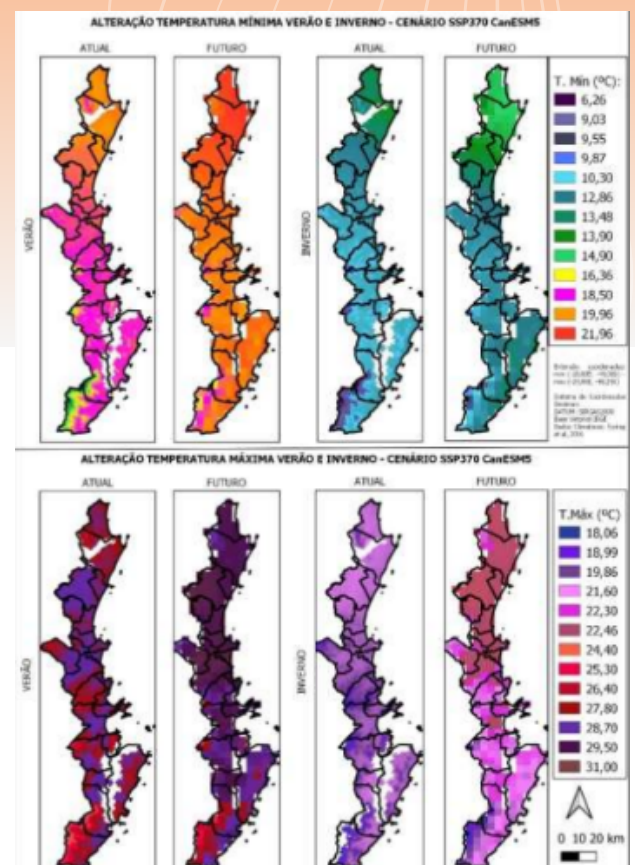 ALTERAÇÃO TEMPERATURA MÍNIMA VERÃO E INVERNO - CENÁRIO SSP370 CanESM5
ATUAL
FUTURO
ATUAL
FUTURO
VERÃO
INVERNO
T. Mín (ºC):
6,26
9,03
9,55
9,87
10,30
12,86
13,48
13,90
14,90
16,36
18,50
19,96
21,96
ALTERAÇÃO TEMPERATURA MÁXIMA VERÃO E INVERNO - CENÁRIO SSP370 CanESM5
ATUAL
FUTURO
ATUAL
FUTURO
VERÃO
INVERNO
T.Máx (ºC)
18,06
18,99
19,86
21,60
22,30
22,46
24,40
25,30
26,40
27,80
28,70
29,50
31,00
0 10 20 km